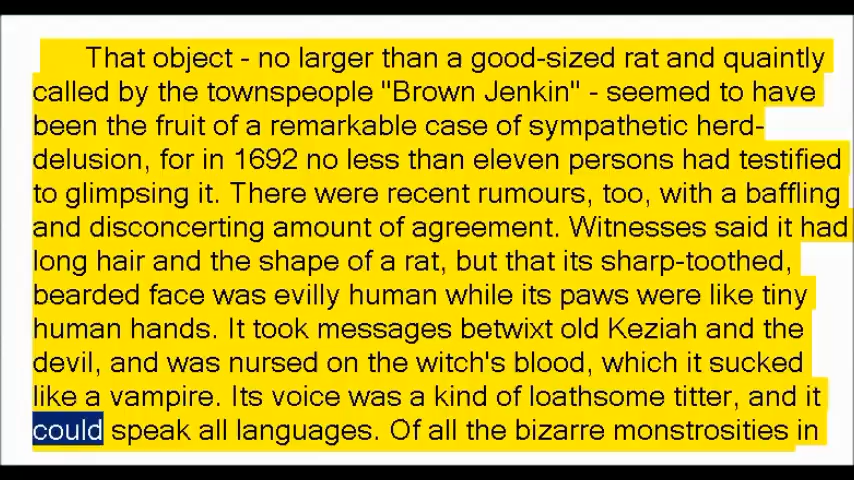 That object - no larger than a good-sized rat and quaintly
called by the townspeople "Brown Jenkin" - seemed to have
been the fruit of a remarkable case of sympathetic herd-
delusion, for in 1692 no less than eleven persons had testified
to glimpsing it. There were recent rumours, too, with a baffling
and disconcerting amount of agreement. Witnesses said it had
long hair and the shape of a rat, but that its sharp-toothed,
bearded face was evilly human while its paws were like tiny
human hands. It took messages betwixt old Keziah and the
devil, and was nursed on the witch's blood, which it sucked
like a vampire. Its voice was a kind of loathsome titter, and it
could speak all languages. Of all the bizarre monstrosities in